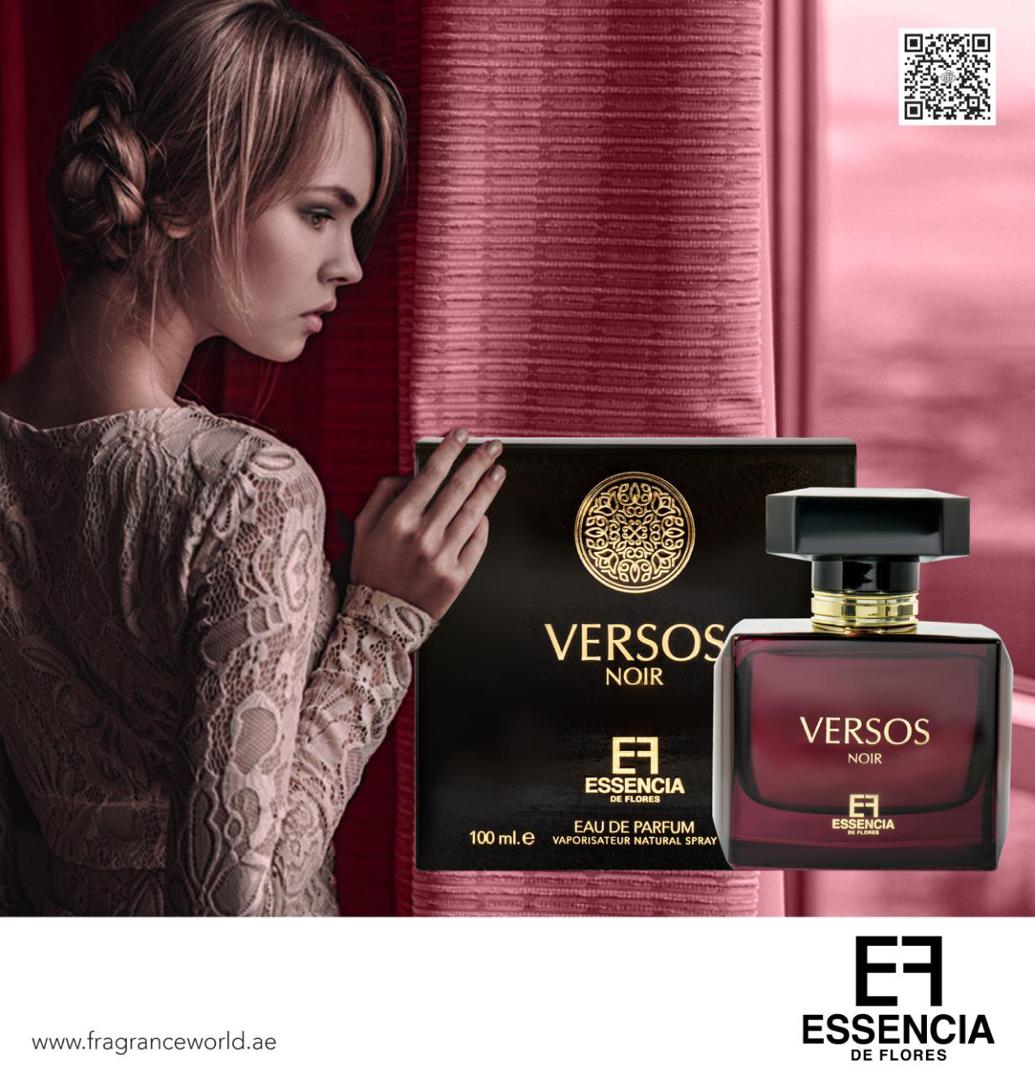 VERSOS
NOIR
EF
ESSENCIA
DE FLORES
100 ml.e
EAU DE PARFUM
VAPORISATEUR NATURAL SPRAY
VERSOS
NOIR
EF
ESSENCIA
DE FLORES
www.fragranceworld.ae
EF
ESSENCIA
DE FLORES